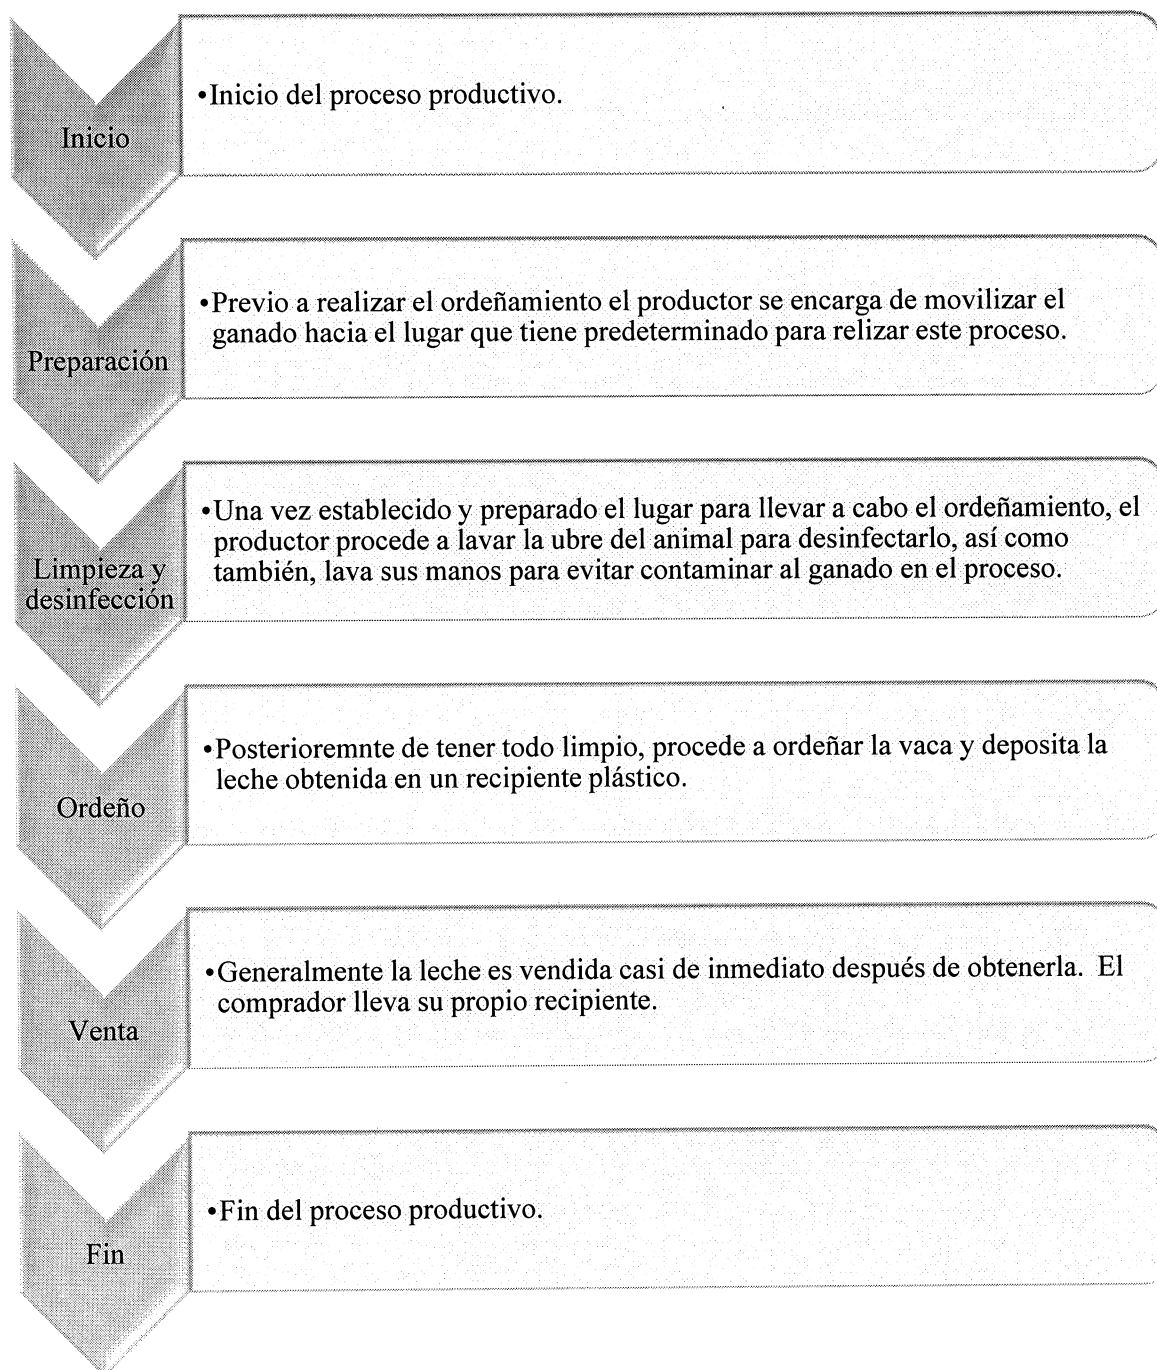 Inicio
•Inicio del proceso productivo.
Preparación
•Previo a realizar el ordeñamiento el productor se encarga de movilizar el
ganado hacia el lugar que tiene predeterminado para relizar este proceso.
Limpieza y
desinfección
•Una vez establecido y preparado el lugar para llevar a cabo el ordeñamiento, el
productor procede a lavar la ubre del animal para desinfectarlo, así como
también, lava sus manos para evitar contaminar al ganado en el proceso.
Ordeño
•Posterioremnte de tener todo limpio, procede a ordeñar la vaca y deposita la
leche obtenida en un recipiente plástico.
Venta
•Generalmente la leche es vendida casi de inmediato después de obtenerla.  El
comprador lleva su propio recipiente.
Fin
•Fin del proceso productivo.